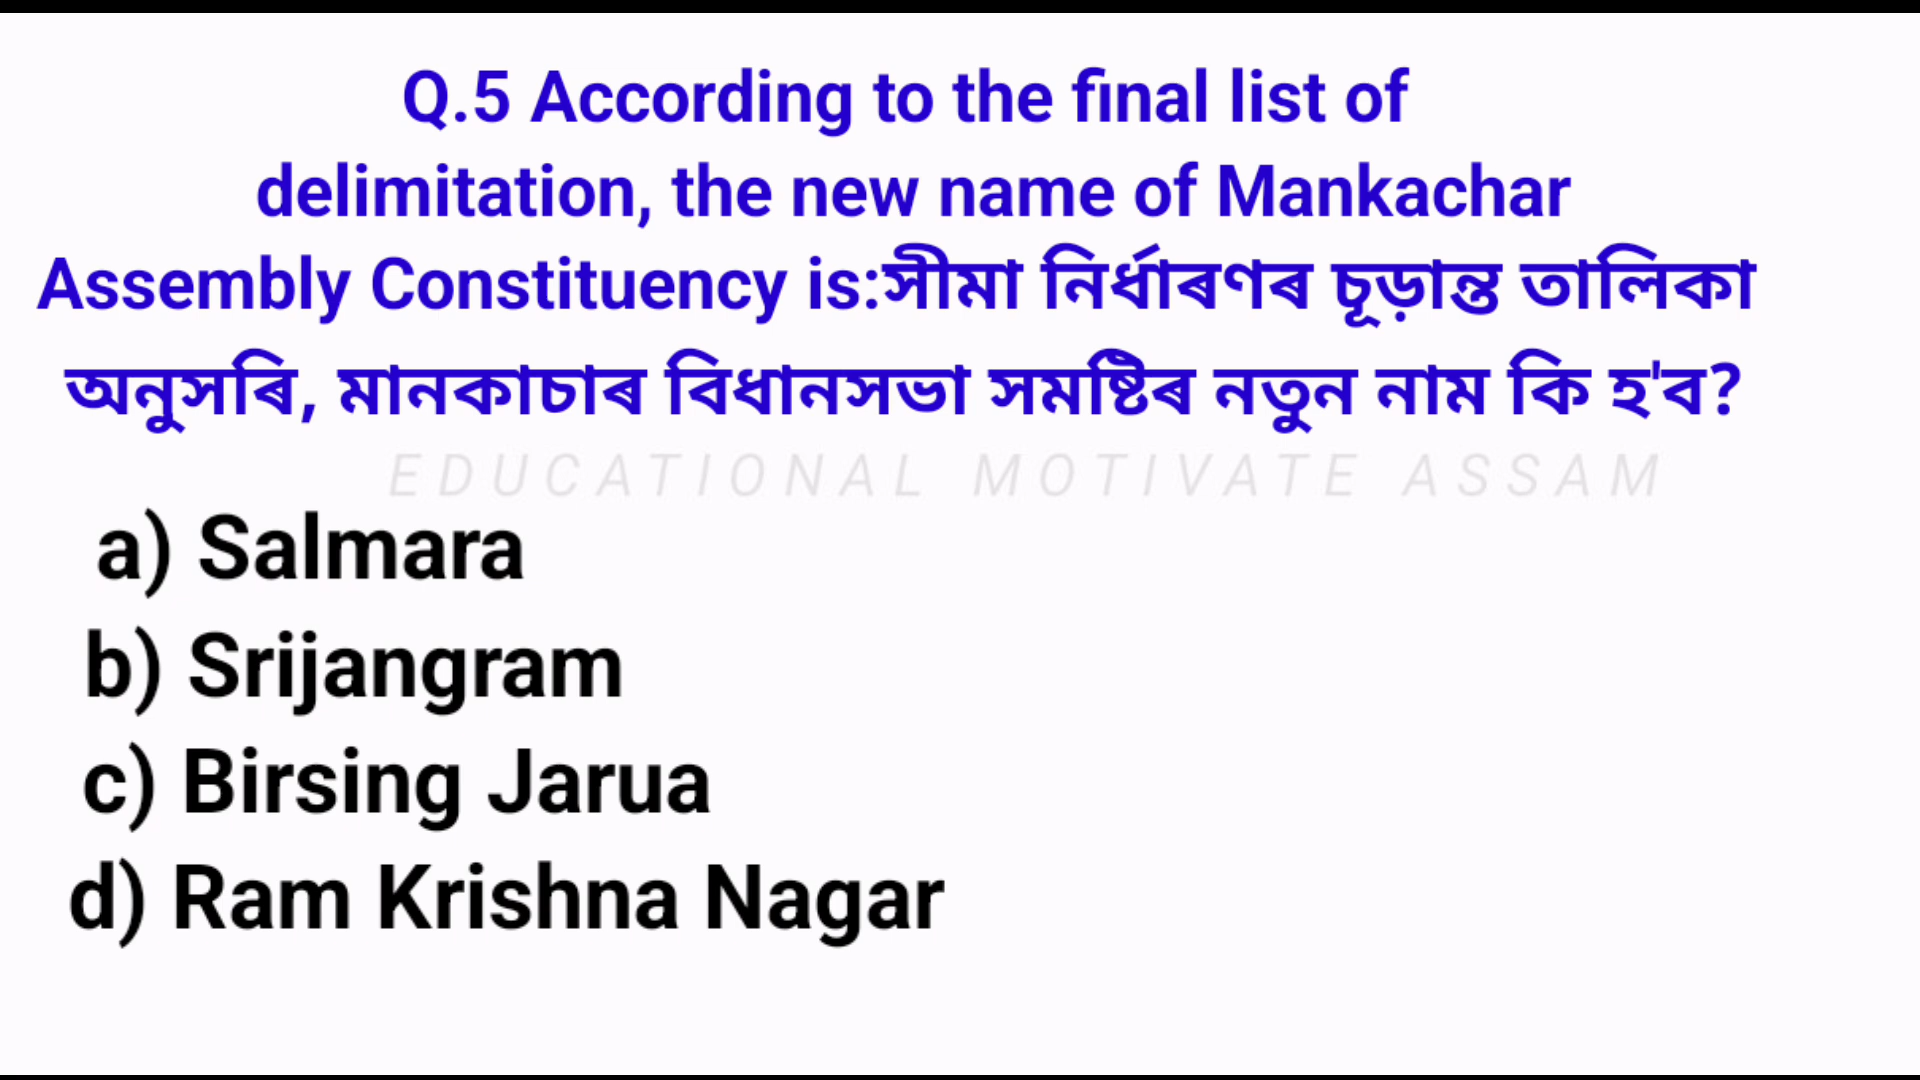 Q.5 According to the final list of
delimitation, the new name of Mankachar
Assembly Constituency is:সীমা নিৰ্ধাৰণৰ চূড়ান্ত তালিকা
অনুসৰি, মানকাচাৰ বিধানসভা সমষ্টিৰ নতুন নাম কি হ'ব?
EDUCATIONAL MOTIVATE ASSAM
a) Salmara
b) Srijangram
c) Birsing Jarua
d) Ram Krishna Nagar